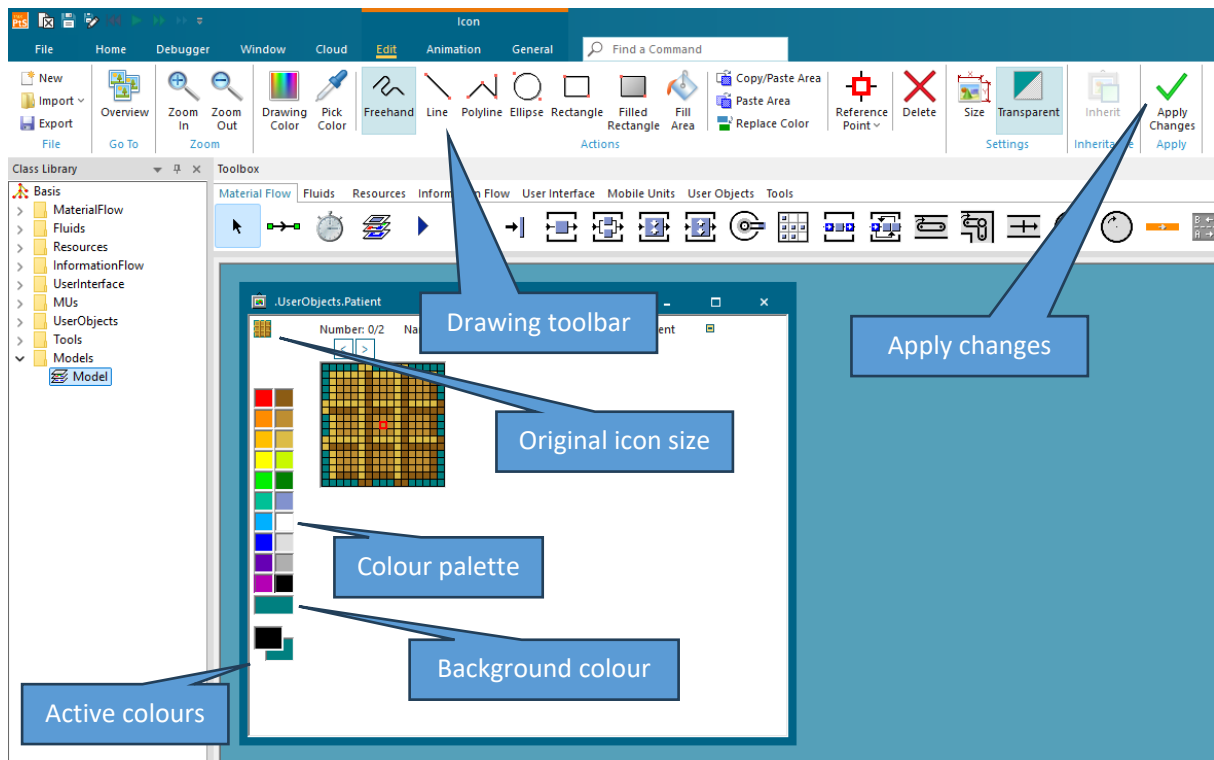 PtS
Icon
File Home Debugger Window Cloud Edit Animation General Find a Command
New
Import
Export
Overview
Zoom In
Zoom Out
Drawing Color
Pick Color
Freehand
Line
Polyline
Ellipse
Rectangle
Filled Rectangle
Fill Area
Copy/Paste Area
Paste Area
Replace Color
Reference Point
Delete
Size
Transparent
Inherit
Apply Changes
File Go To Zoom Actions Settings Inheritance Apply
Class Library
Toolbox
Basis
MaterialFlow
Fluids
Resources
InformationFlow
UserInterface
MUs
UserObjects
Tools
Models
Model
Material Flow Fluids Resources Information Flow User Interface Mobile Units User Objects Tools
.UserObjects.Patient
Number: 0/2
Drawing toolbar
Apply changes
Original icon size
Colour palette
Background colour
Active colours